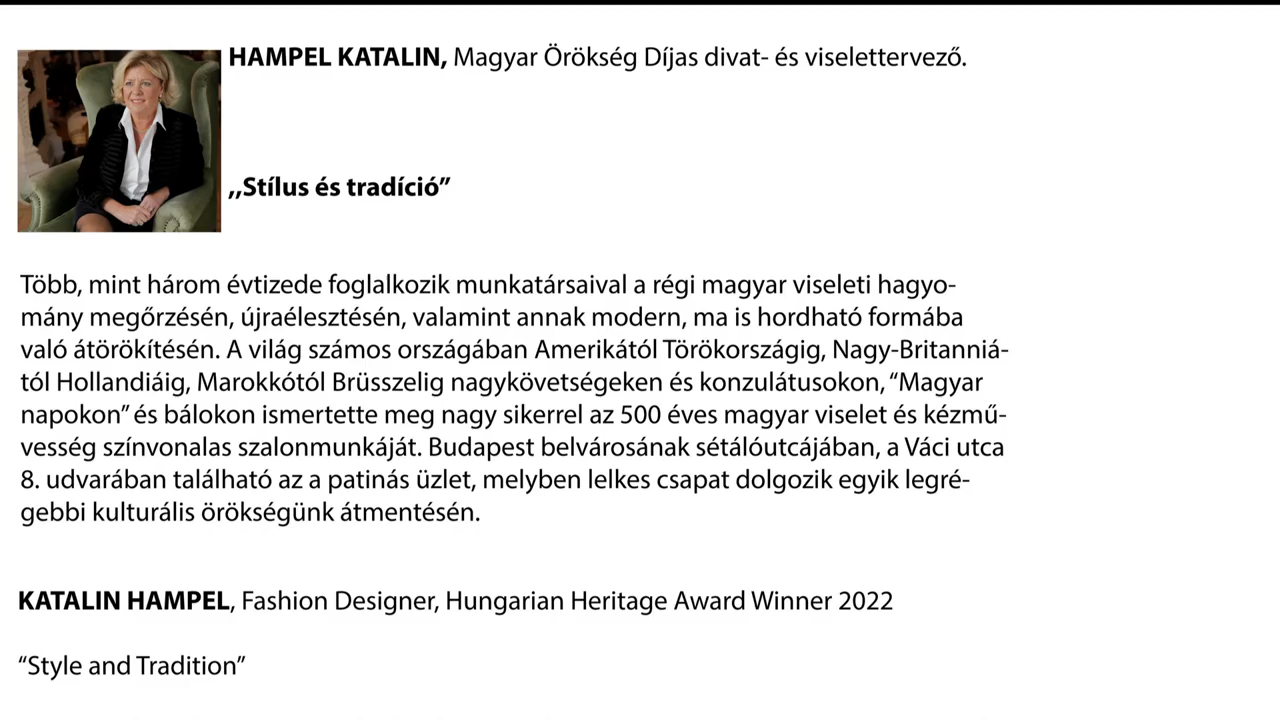 HAMPEL KATALIN, Magyar Örökség Díjas divat- és viselettervező.
,,Stílus és tradíció”
Több, mint három évtizede foglalkozik munkatársaival a régi magyar viseleti hagyo-
mány megőrzésén, újraélesztésén, valamint annak modern, ma is hordható formába
való átörökítésén. A világ számos országában Amerikától Törökországig, Nagy-Britanniá-
tól Hollandiáig, Marokkótól Brüsszelig nagykövetségeken és konzulátusokon, “Magyar
napokon” és bálokon ismertette meg nagy sikerrel az 500 éves magyar viselet és kézmű-
vesség színvonalas szalonmunkáját. Budapest belvárosának sétálóutcájában, a Váci utca
8. udvarában található az a patinás üzlet, melyben lelkes csapat dolgozik egyik legré-
gebbi kulturális örökségünk átmentésén.
KATALIN HAMPEL, Fashion Designer, Hungarian Heritage Award Winner 2022
“Style and Tradition”